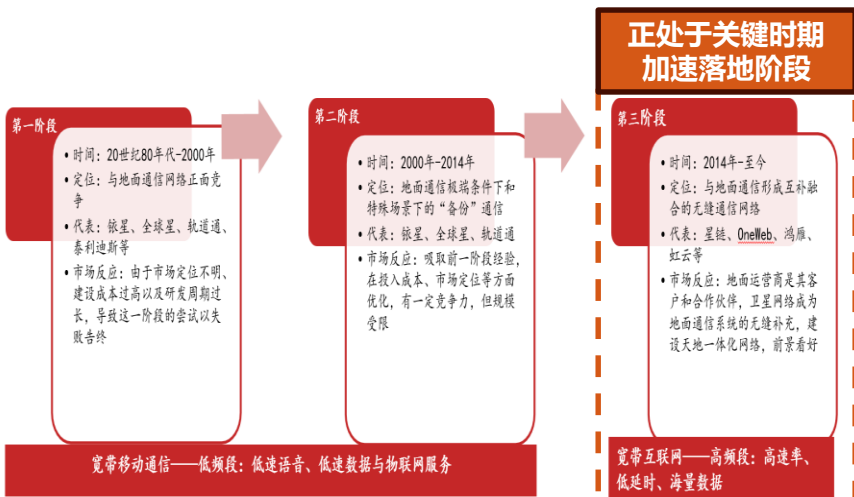 正处于关键时期
加速落地阶段
第一阶段
• 时间：20世纪80年代-2000年
• 定位：与地面通信网络正面竞
争
• 代表：铱星、全球星、轨道通、
泰利迪斯等
• 市场反应：由于市场定位不明、
建设成本过高以及研发周期过
长，导致这一阶段的尝试以失
败告终
第二阶段
• 时间：2000年-2014年
• 定位：地面通信极端条件下和
特殊场景下的“备份”通信
• 代表：铱星、全球星、轨道通
• 市场反应：吸取前一阶段经验，
在投入成本、市场定位等方面
优化，有一定竞争力，但规模
受限
第三阶段
• 时间：2014年-至今
• 定位：与地面通信形成互补融
合的无缝通信网络
• 代表：星链、OneWeb、鸿雁、
虹云等
• 市场反应：地面运营商是其客
户和合作伙伴，卫星网络成为
地面通信系统的无缝补充，建
设天地一体化网络，前景看好
宽带移动通信——低频段：低速语音、低速数据与物联网服务
宽带互联网——高频段：高速率、
低延时、海量数据